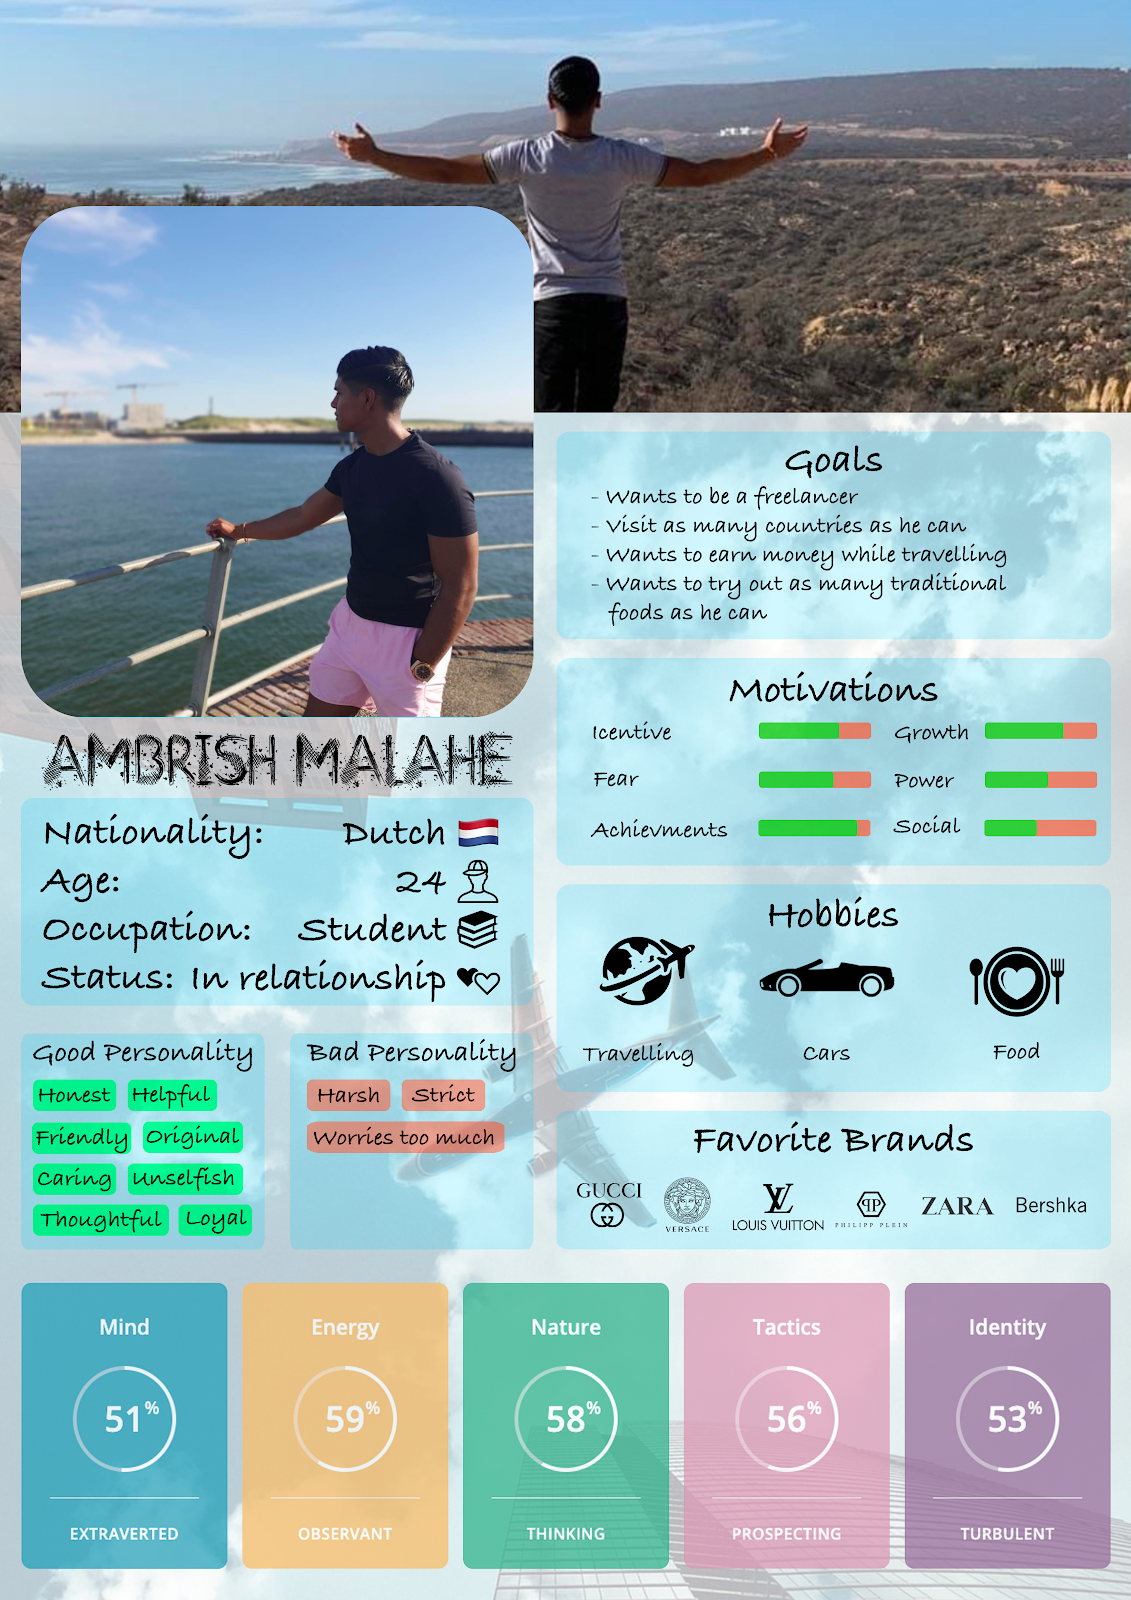 AMBRISH MALAHE
Nationality: Dutch
Age: 24
Occupation: Student
Status: In relationship
Good Personality
Honest Helpful
Friendly Original
Caring Unselfish
Thoughtful Loyal
Bad Personality
Harsh Strict
Worries too much
Goals
- Wants to be a freelancer
- Visit as many countries as he can
- Wants to earn money while travelling
- Wants to try out as many traditional
foods as he can
Motivations
Icentive Growth
Fear Power
Achievments Social
Hobbies
Travelling Cars Food
Favorite Brands
GUCCI
VERSACE
LV
LOUIS VUITTON
PP
PHILIPP PLEIN
ZARA
Bershka
Mind
51%
EXTRAVERTED
Energy
59%
OBSERVANT
Nature
58%
THINKING
Tactics
56%
PROSPECTING
Identity
53%
TURBULENT